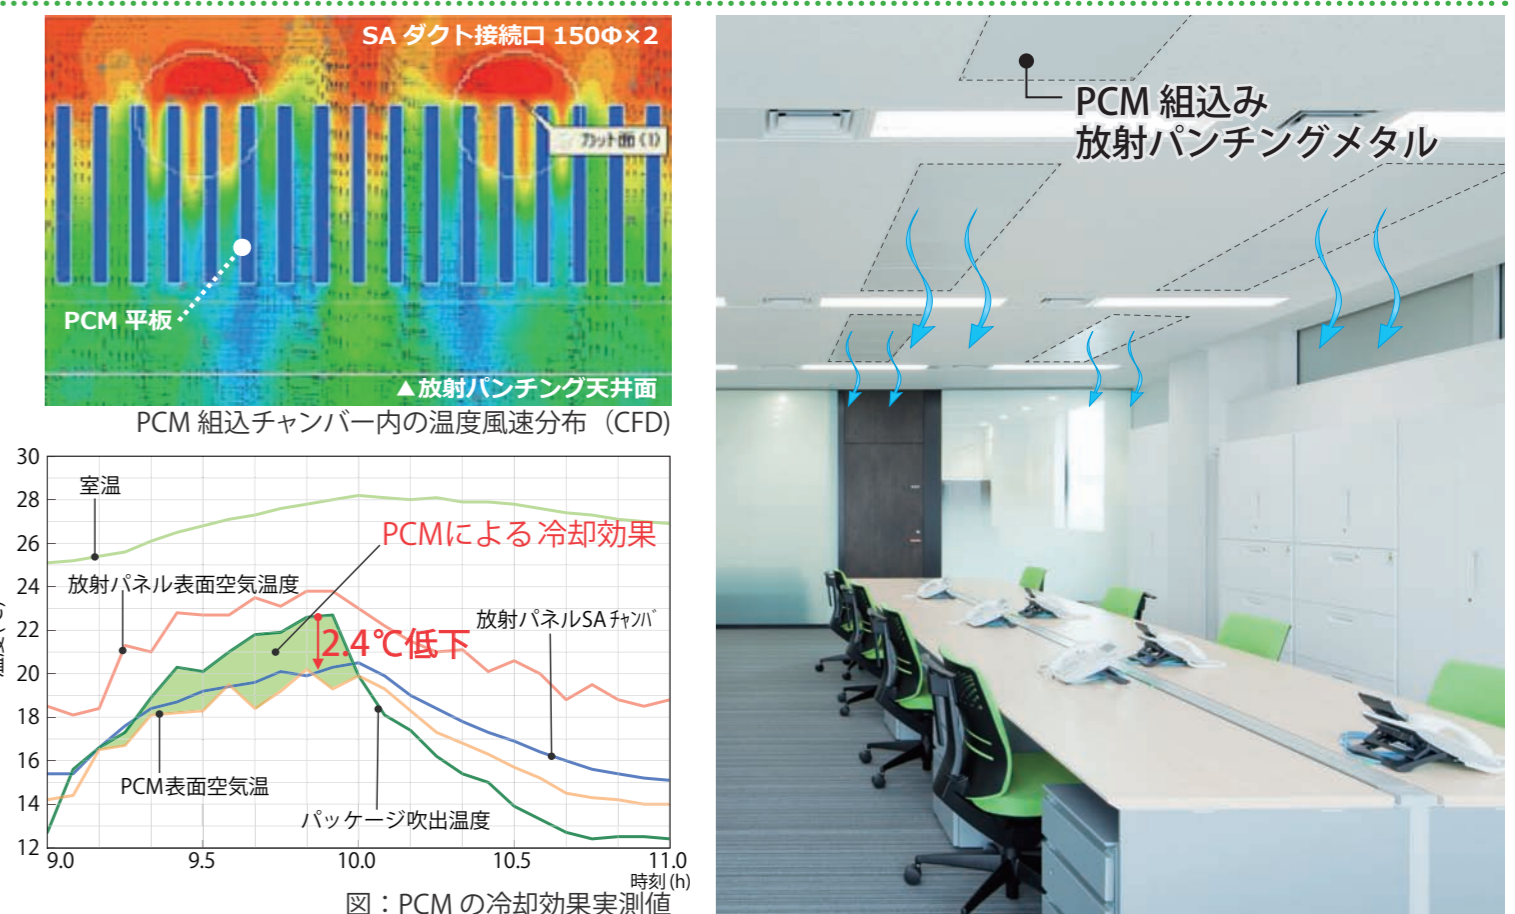 SA ダクト接続口 150Φ×2
PCM 平板
▲放射パンチング天井面
PCM 組込チャンバー内の温度風速分布（CFD)
PCM 組込み
放射パンチングメタル
30
28
26
24
22
20
18
16
14
12
室温
PCMによる 冷却効果
放射パネル表面空気温度
放射パネルSA ﾁｬﾝﾊﾞ
2.4℃低下
PCM表面空気温
パッケージ吹出温度
9.0 9.5 10.0 10.5 11.0
時刻 (h)
図：PCM の冷却効果実測値